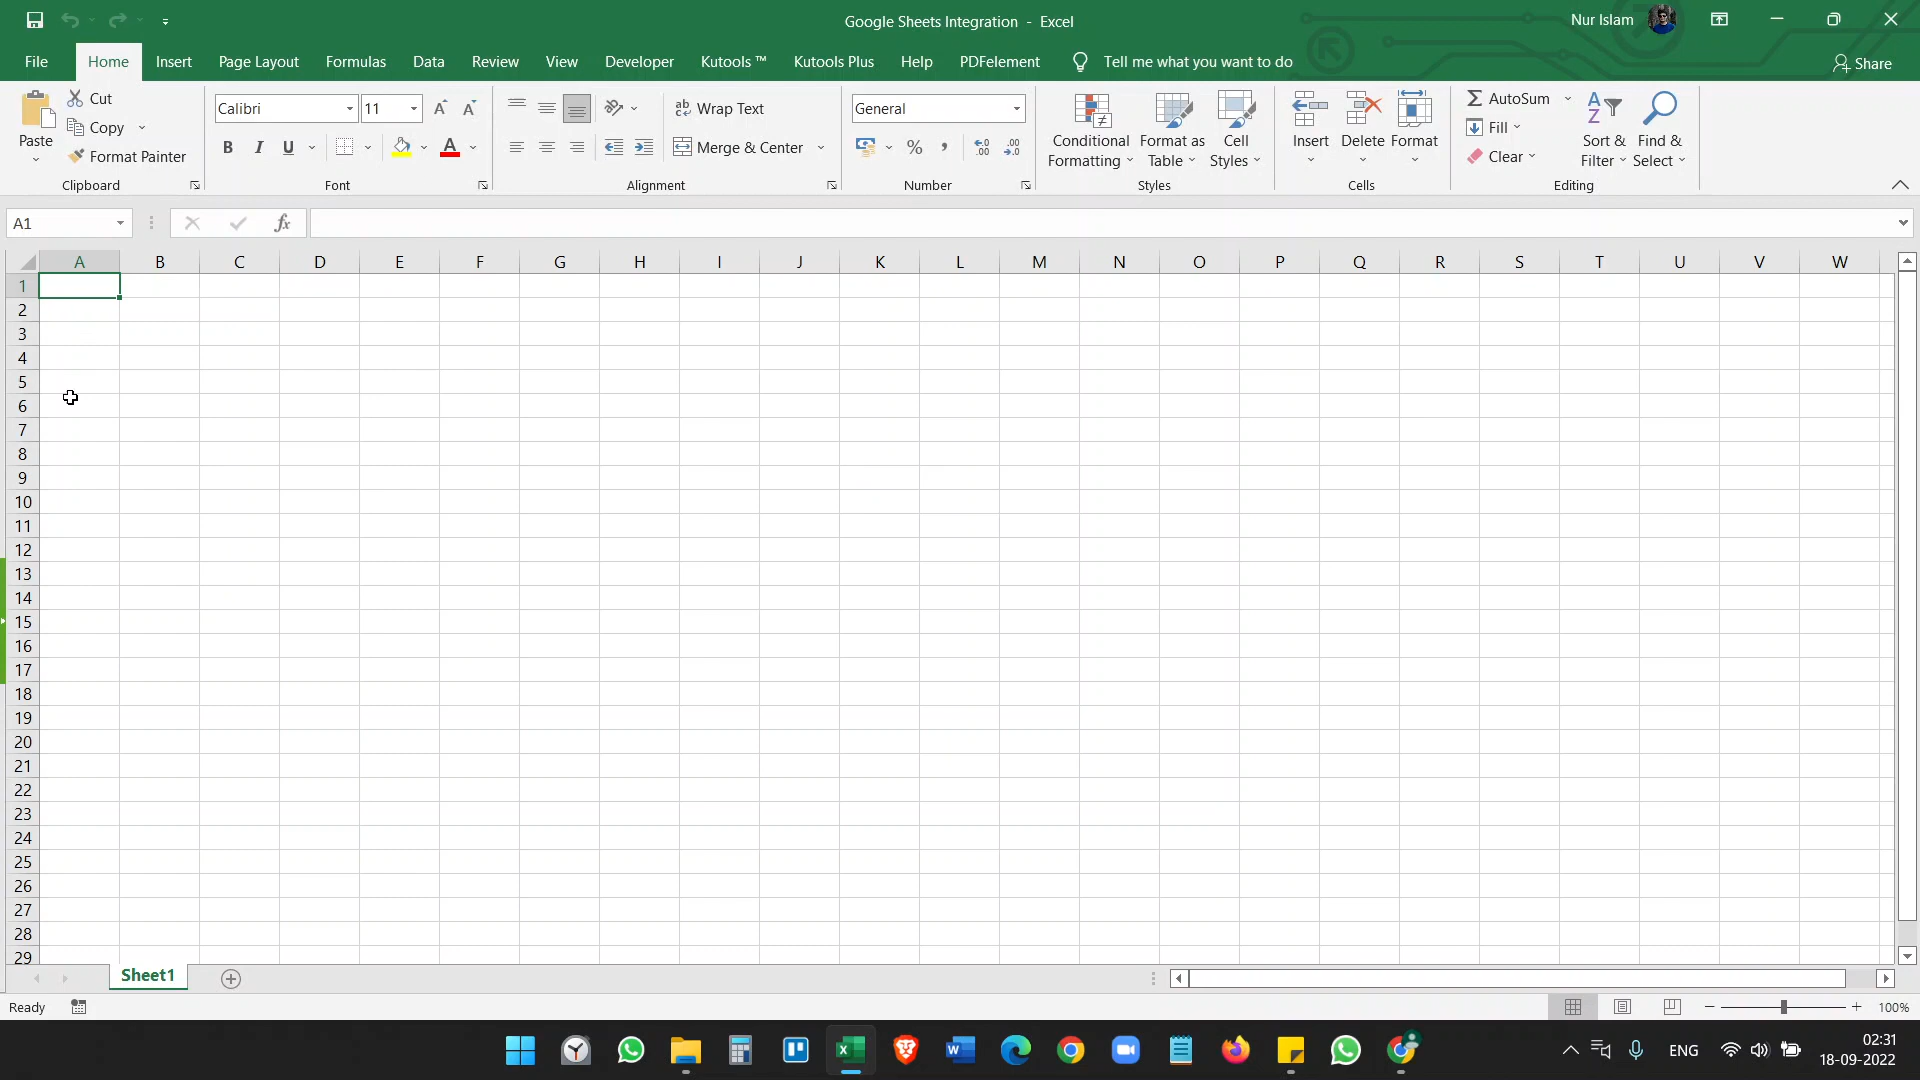 Google Sheets Integration - Excel
Nur Islam
File Home Insert Page Layout Formulas Data Review View Developer Kutools ™ Kutools Plus Help PDFelement Tell me what you want to do Share
Paste
Cut
Copy
Format Painter
Clipboard
Calibri 11
B I U
Font
Wrap Text
Merge & Center
Alignment
General
Number
Conditional Formatting
Format as Table
Cell Styles
Styles
Insert
Delete
Format
Cells
AutoSum
Fill
Clear
Sort & Filter
Find & Select
Editing
A1
fx
A B C D E F G H I J K L M N O P Q R S T U V W
1
2
3
4
5
6
7
8
9
10
11
12
13
14
15
16
17
18
19
20
21
22
23
24
25
26
27
28
29
Sheet1
Ready
100%
ENG
02:31
18-09-2022